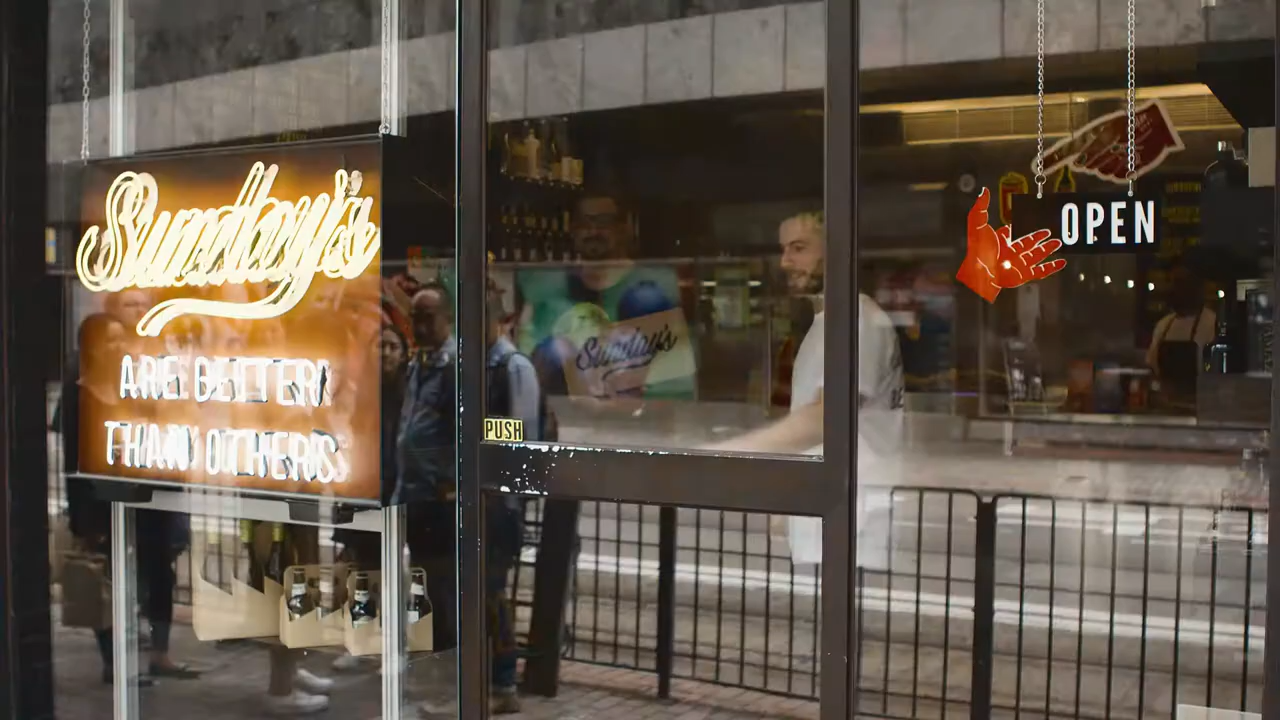 Sunday's
ARE BETTER
THAN OTHERS
Sunday's
PUSH
OPEN